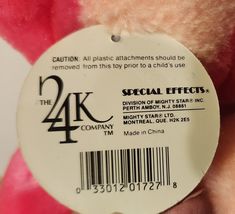 CAUTION: All plastic attachments should be
removed from this toy prior to a child's use
THE
24K
COMPANY
™
SPECIAL EFFECTS®
DIVISION OF MIGHTY STAR® INC.
PERTH AMBOY, N.J. 08861
MIGHTY STAR® LTD.
MONTREAL, QUE. H2K 2E5
Made in China
0 33012 01727 8